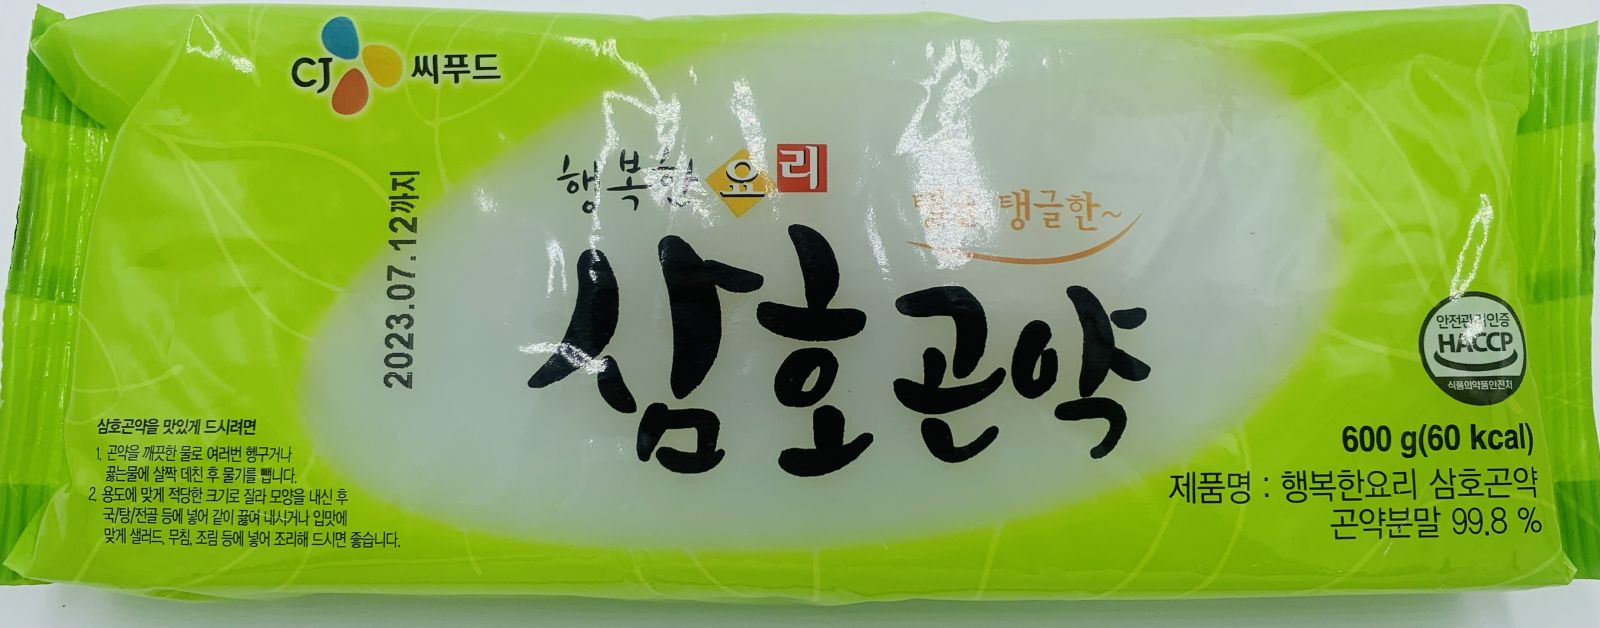 CJ 씨푸드
행복한 요리
탱글 탱글한~
삼호곤약
2023.07.12까지
안전관리인증
HACCP
식품의약품안전처
삼호곤약을 맛있게 드시려면
1. 곤약을 깨끗한 물로 여러번 헹구거나
끓는물에 살짝 데친 후 물기를 뺍니다.
2. 용도에 맞게 적당한 크기로 잘라 모양을 내신 후
국/탕/전골 등에 넣어 같이 끓여 내시거나 입맛에
맞게 샐러드, 무침, 조림 등에 넣어 조리해 드시면 좋습니다.
600 g(60 kcal)
제품명 : 행복한요리 삼호곤약
곤약분말 99.8 %